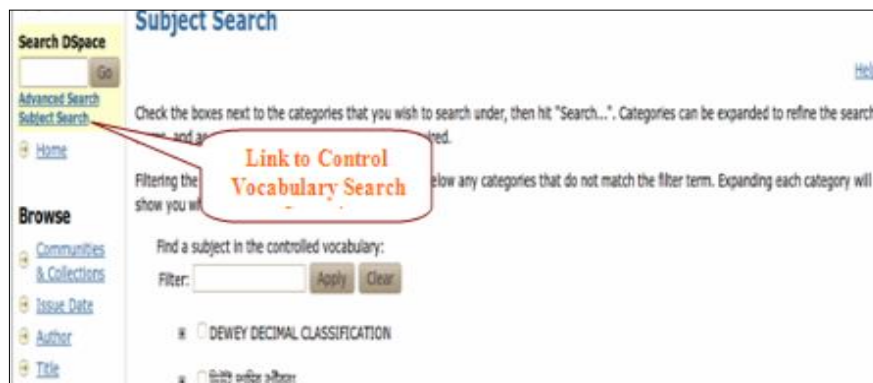 Subject Search
Search DSpace
Go
Help
Advanced Search
Subject Search
Home
Check the boxes next to the categories that you wish to search under, then hit "Search...". Categories can be expanded to refine the search
and
Link to Control
Vocabulary Search
Filtering the any categories that do not match the filter term. Expanding each category will
show you
Browse
Communities
& Collections
Issue Date
Author
Title
Find a subject in the controlled vocabulary:
Filter: Apply Clear
DEWEY DECIMAL CLASSIFICATION